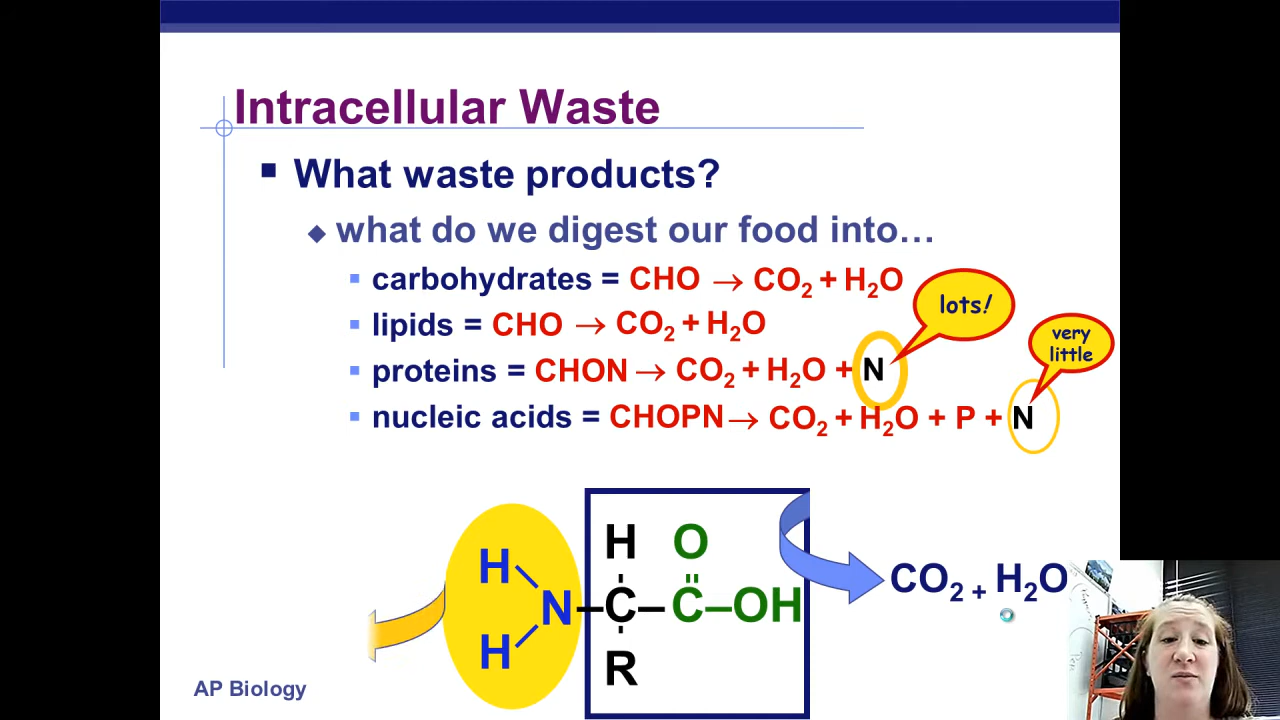 Intracellular Waste
What waste products?
what do we digest our food into…
carbohydrates = CHO → CO2 + H2O
lots!
lipids = CHO → CO2 + H2O
very
little
proteins = CHON → CO2 + H2O + N
nucleic acids = CHOPN → CO2 + H2O + P + N
H O
H
CO2 + H2O
N–C–C–OH
H
R
AP Biology